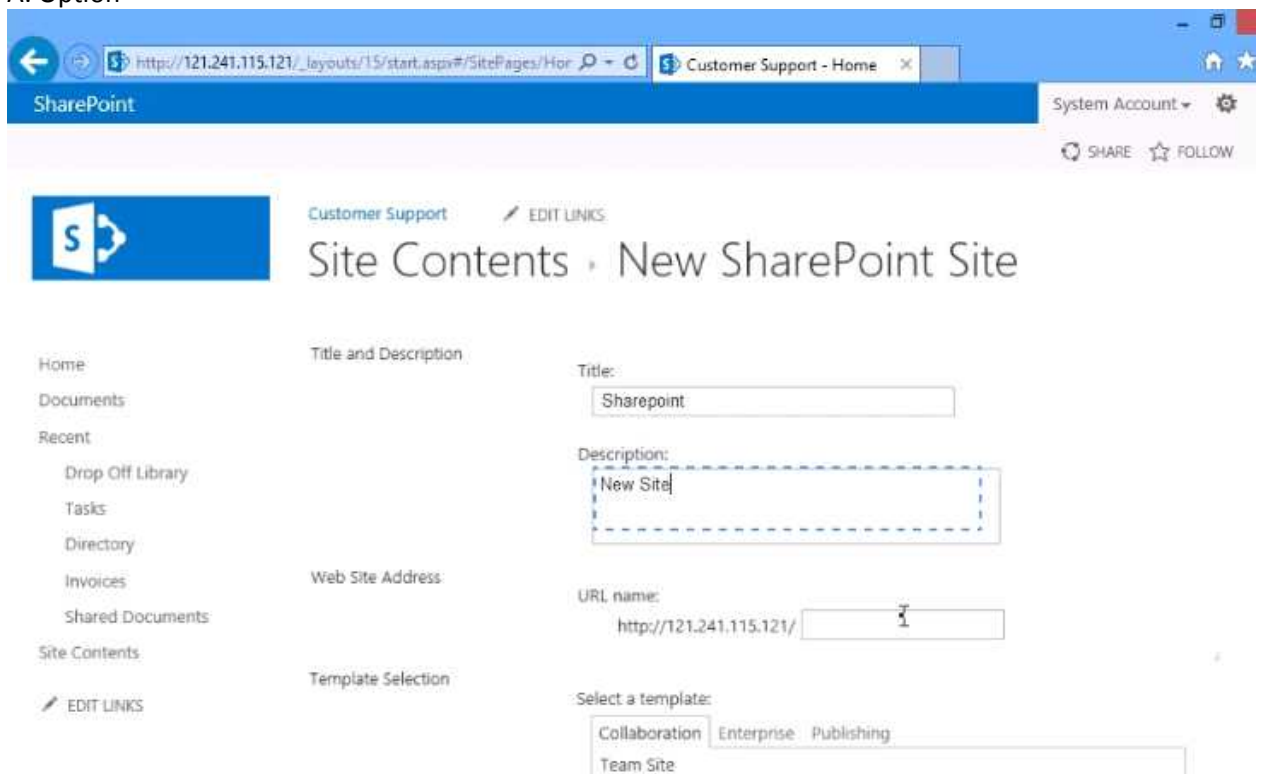 A. Option
http://121.241.115.121/_layouts/15/start.aspx#/SitePages/Hor
Customer Support - Home
SharePoint
System Account
SHARE FOLLOW
S
Customer Support EDIT LINKS
Site Contents New SharePoint Site
Home
Documents
Recent
Drop Off Library
Tasks
Directory
Invoices
Shared Documents
Site Contents
EDIT LINKS
Title and Description
Title:
Sharepoint
Description:
New Site
Web Site Address
URL name:
http://121.241.115.121/
Template Selection
Select a template:
Collaboration Enterprise Publishing
Team Site